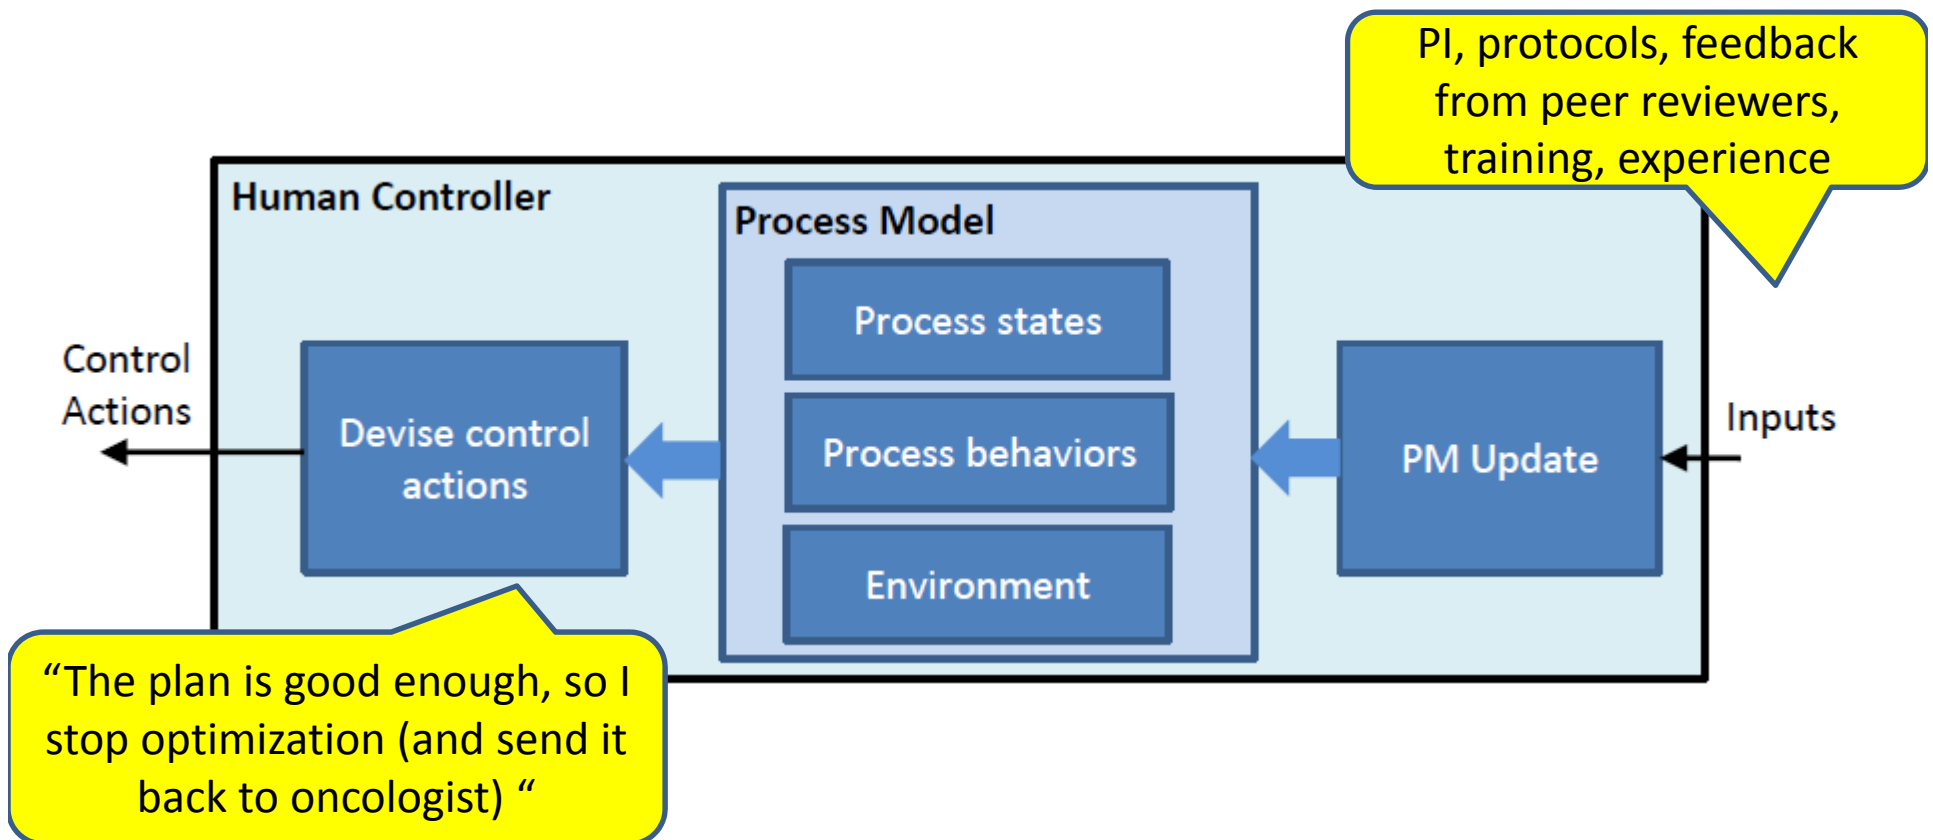 PI, protocols, feedback
from peer reviewers,
training, experience
Human Controller
Process Model
Process states
Process behaviors
Environment
Control
Actions
Devise control
actions
PM Update
Inputs
“The plan is good enough, so I
stop optimization (and send it
back to oncologist) “